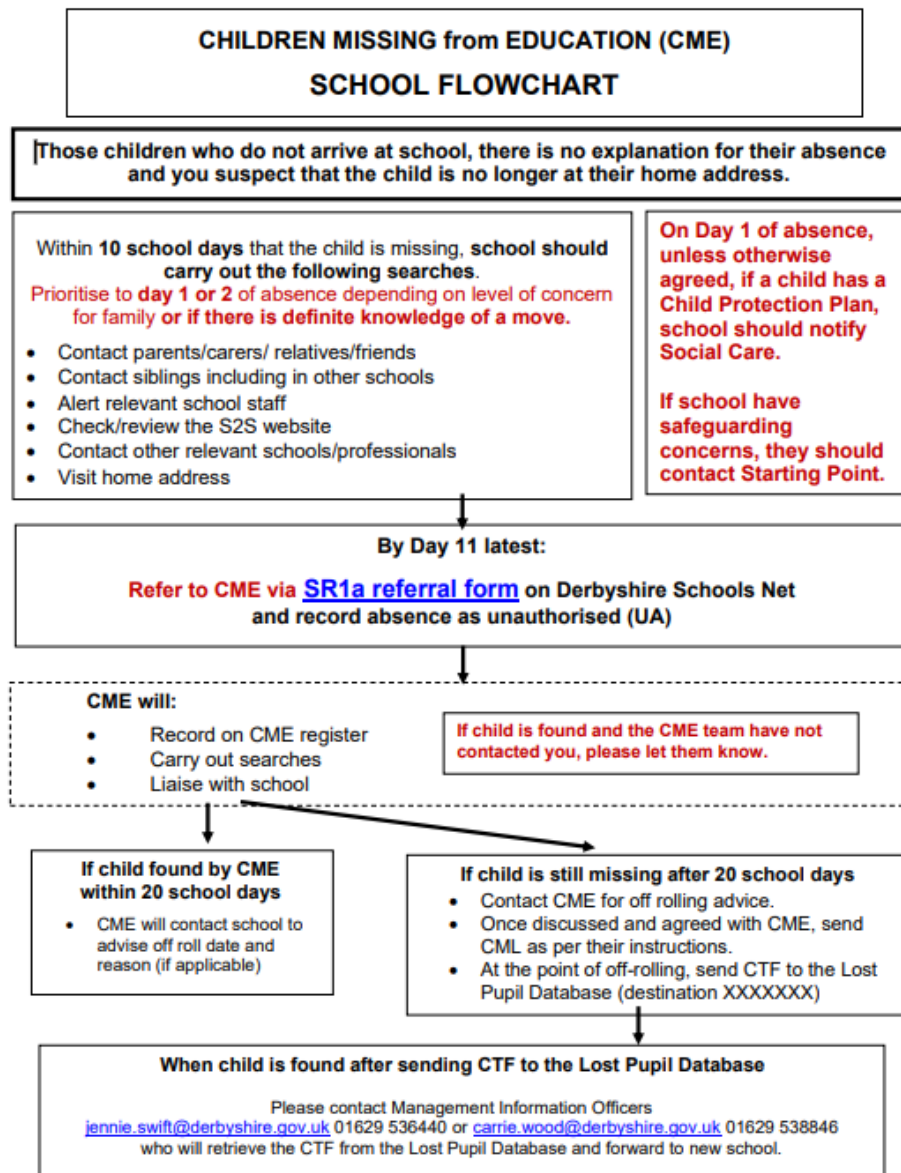 CHILDREN MISSING from EDUCATION (CME)
SCHOOL FLOWCHART
Those children who do not arrive at school, there is no explanation for their absence
and you suspect that the child is no longer at their home address.
Within 10 school days that the child is missing, school should
carry out the following searches.
Prioritise to day 1 or 2 of absence depending on level of concern
for family or if there is definite knowledge of a move.
• Contact parents/carers/ relatives/friends
• Contact siblings including in other schools
• Alert relevant school staff
• Check/review the S2S website
• Contact other relevant schools/professionals
• Visit home address
On Day 1 of absence,
unless otherwise
agreed, if a child has a
Child Protection Plan,
school should notify
Social Care.
If school have
safeguarding
concerns, they should
contact Starting Point.
By Day 11 latest:
Refer to CME via SR1a referral form on Derbyshire Schools Net
and record absence as unauthorised (UA)
CME will:
• Record on CME register
• Carry out searches
• Liaise with school
If child is found and the CME team have not
contacted you, please let them know.
If child found by CME
within 20 school days
• CME will contact school to
advise off roll date and
reason (if applicable)
If child is still missing after 20 school days
• Contact CME for off rolling advice.
• Once discussed and agreed with CME, send
CML as per their instructions.
• At the point of off-rolling, send CTF to the Lost
Pupil Database (destination XXXXXXX)
When child is found after sending CTF to the Lost Pupil Database
Please contact Management Information Officers
jennie.swift@derbyshire.gov.uk 01629 536440 or carrie.wood@derbyshire.gov.uk 01629 538846
who will retrieve the CTF from the Lost Pupil Database and forward to new school.